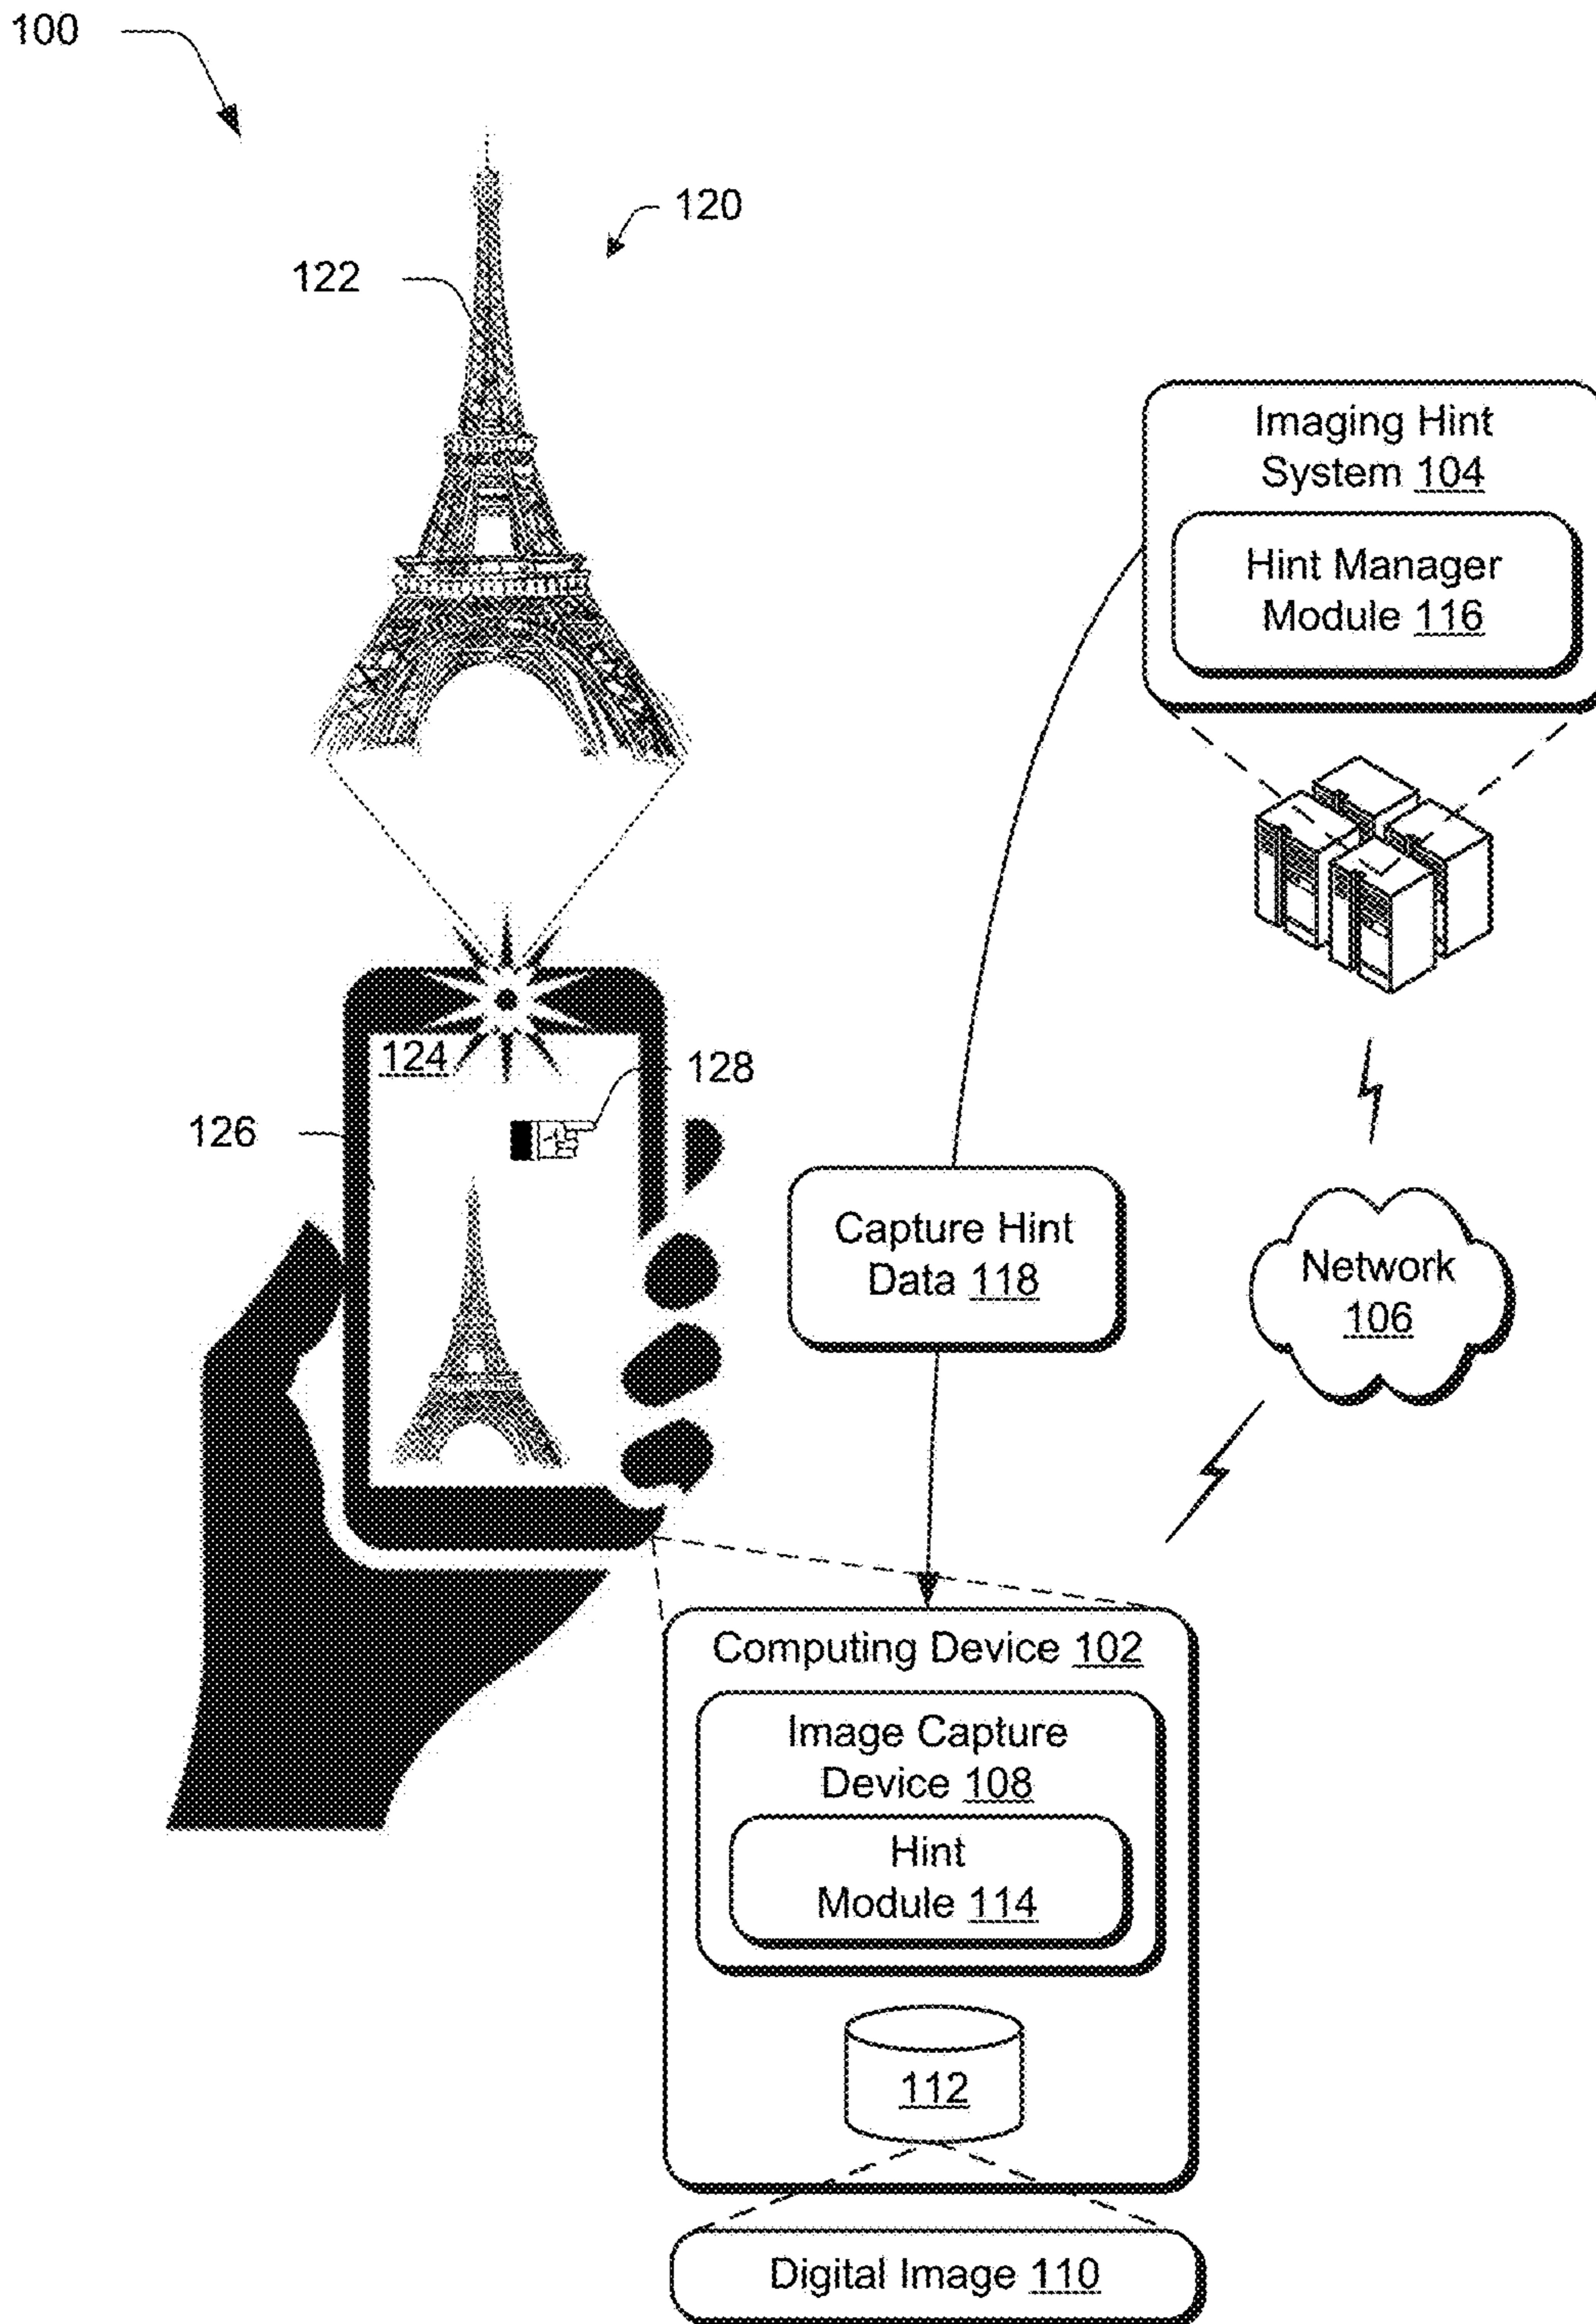 100
120
122
Imaging Hint
System 104
Hint Manager
Module 116
124
128
126
Capture Hint
Data 118
Network
106
Computing Device 102
Image Capture
Device 108
Hint
Module 114
112
Digital Image 110